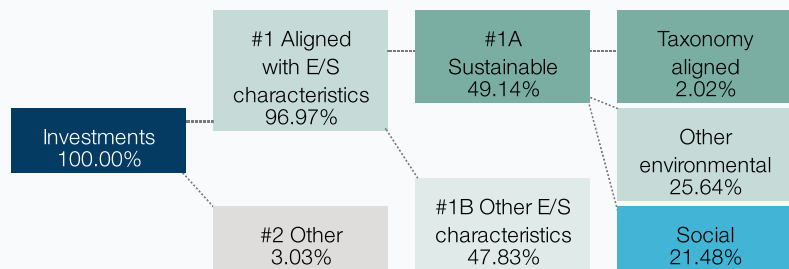 Investments
100.00%
#1 Aligned
with E/S
characteristics
96.97%
#2 Other
3.03%
#1A
Sustainable
49.14%
#1B Other E/S
characteristics
47.83%
Taxonomy
aligned
2.02%
Other
environmental
25.64%
Social
21.48%